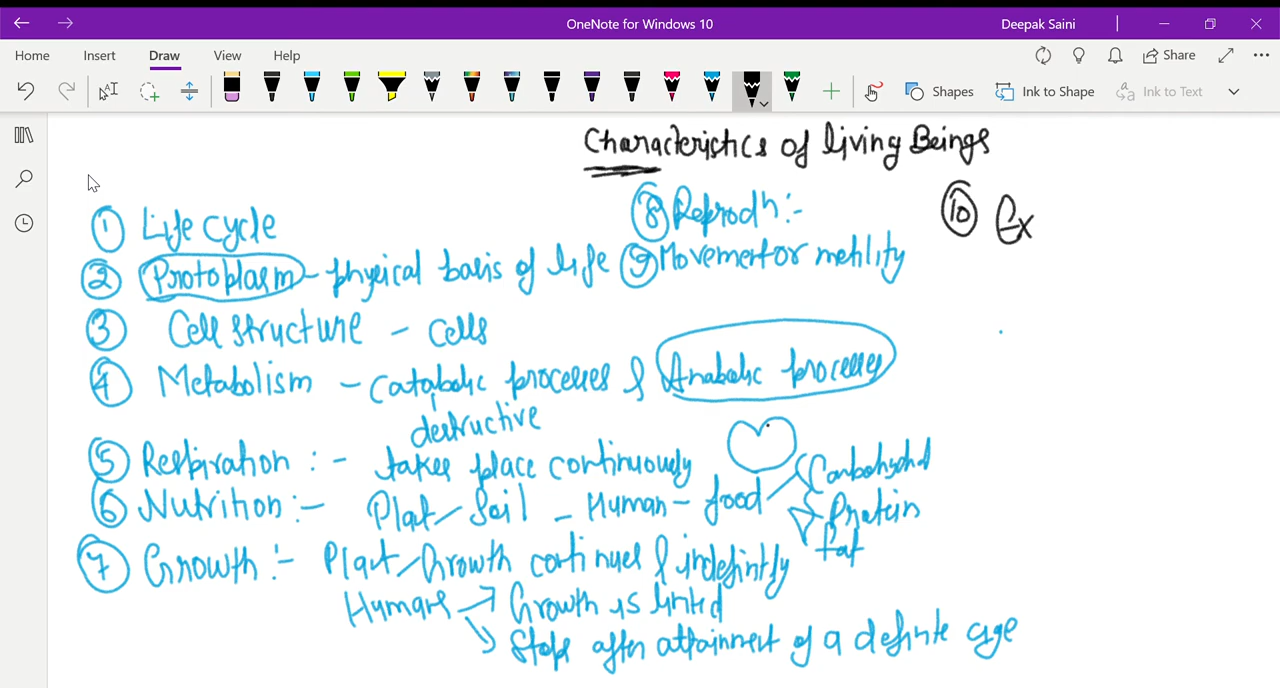 OneNote for Windows 10
Deepak Saini
Home Insert Draw View Help
Share
Shapes Ink to Shape Ink to Text
Characteristics of living Beings
① Life cycle
② Protoplasm - physical basis of life
③ Cell structure - cells
④ Metabolism - catabolic processes & Anabolic processes
destructive
⑤ Respiration :- takes place continuously
⑥ Nutrition :- Plant - Soil - Human - food
Carbohyd
Protein
fat
⑦ Growth :- Plant - Growth continues & indefintly
Humans → Growth is limited
→ Stops after attainment of a definite age
⑧ Reprodn :-
⑨ Movement or motility
⑩ Ex